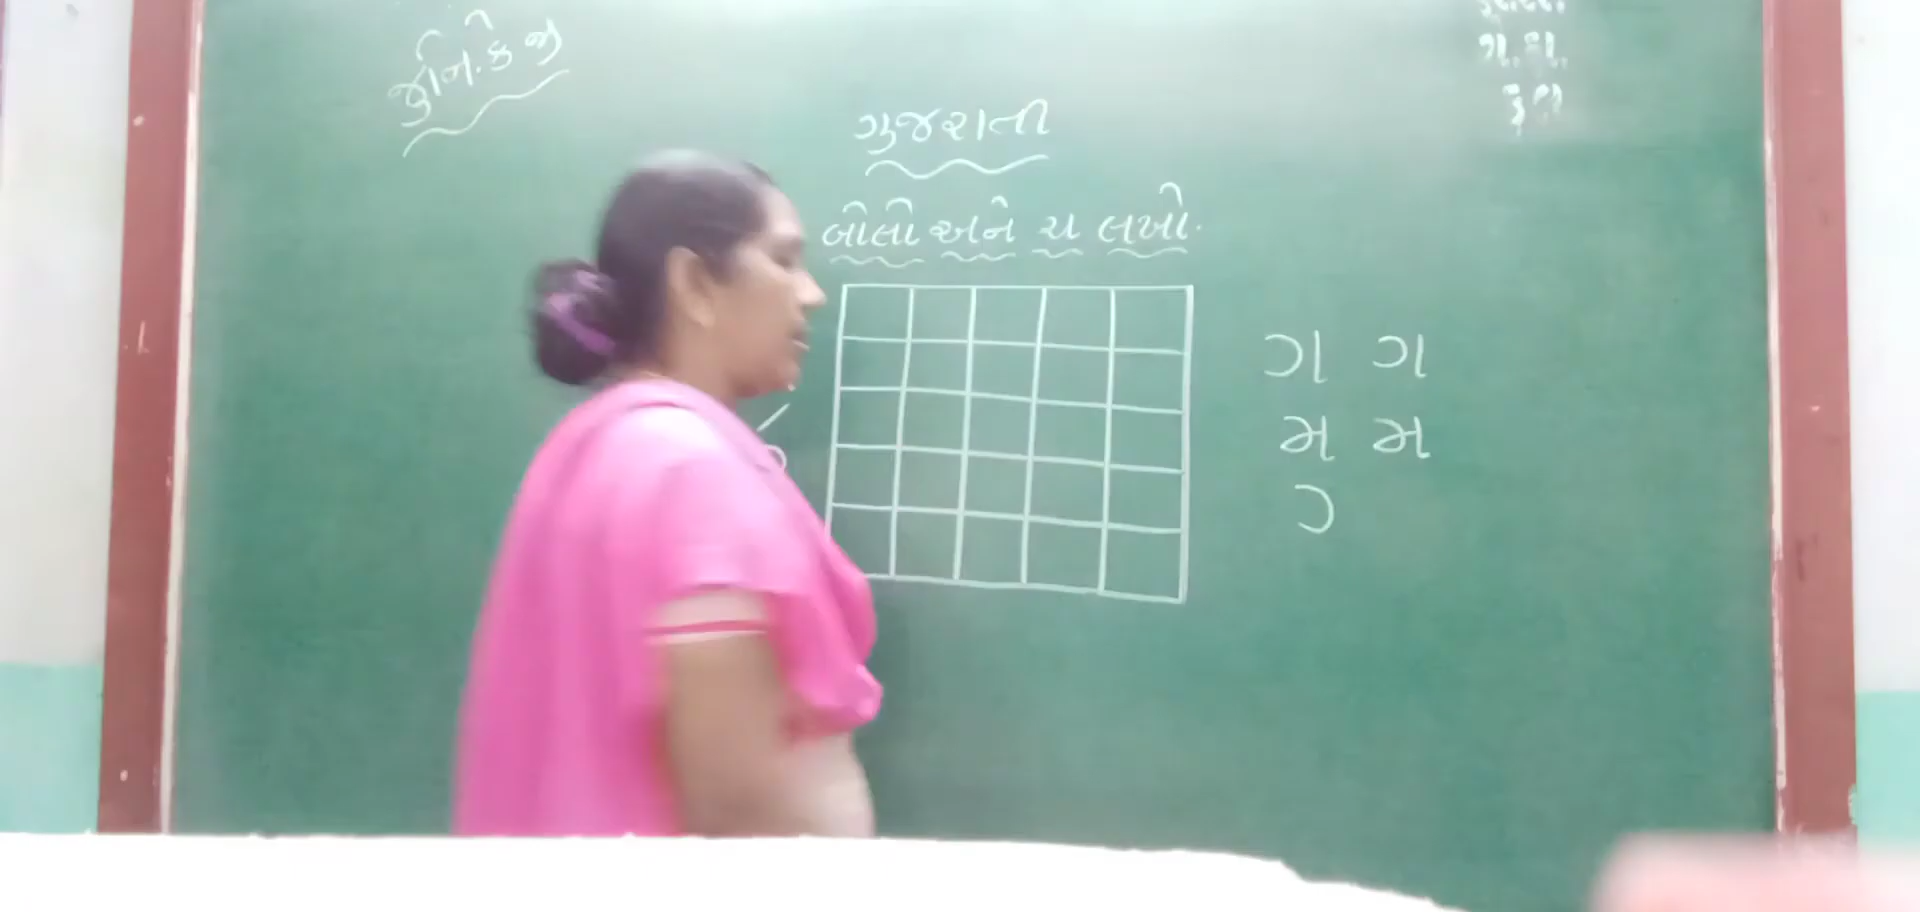 જુનિ.કે જી
ગુજરાતી
બોલો અને ચ લખો.
ગ ગ
મ મ